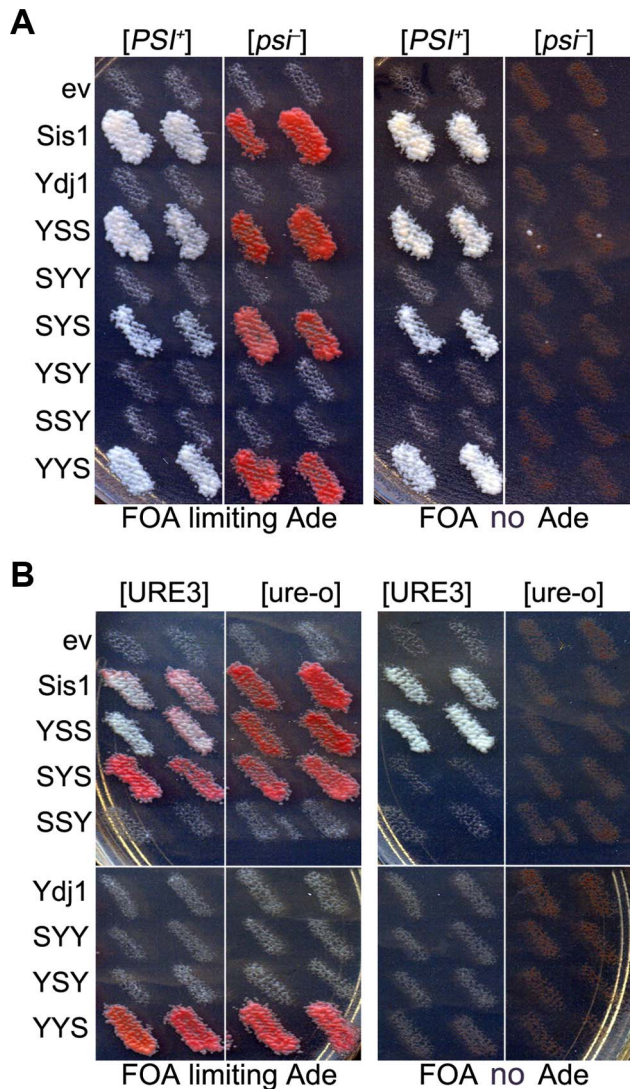 A
[PSI⁺] [psi⁻] [PSI⁺] [psi⁻]
ev
Sis1
Ydj1
YSS
SYY
SYS
YSY
SSY
YYS
FOA limiting Ade FOA no Ade
B
[URE3] [ure-o] [URE3] [ure-o]
ev
Sis1
YSS
SYS
SSY
Ydj1
SYY
YSY
YYS
FOA limiting Ade FOA no Ade